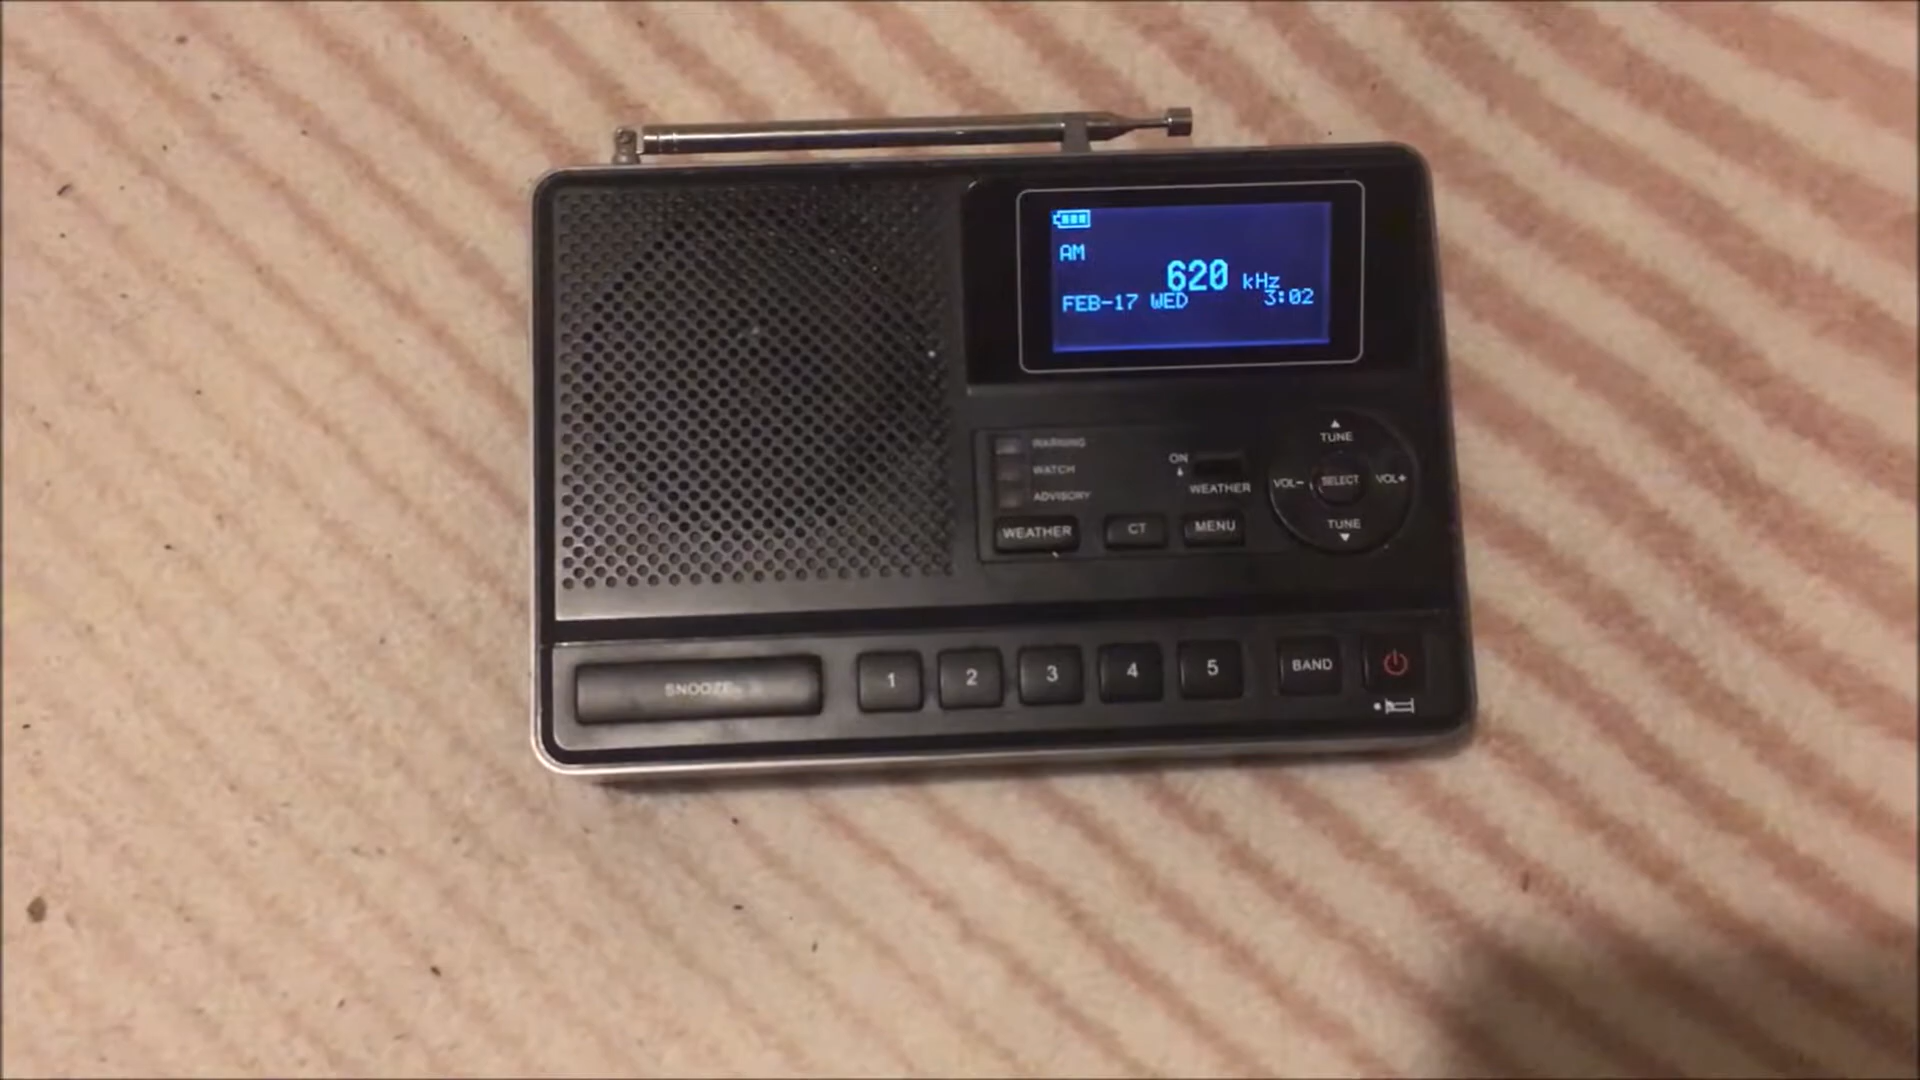 AM
620 kHz
FEB-17 WED 3:02
WARNING
WATCH
ADVISORY
ON
WEATHER
TUNE
VOL-
SELECT
VOL+
TUNE
WEATHER
CT
MENU
SNOOZE
1
2
3
4
5
BAND